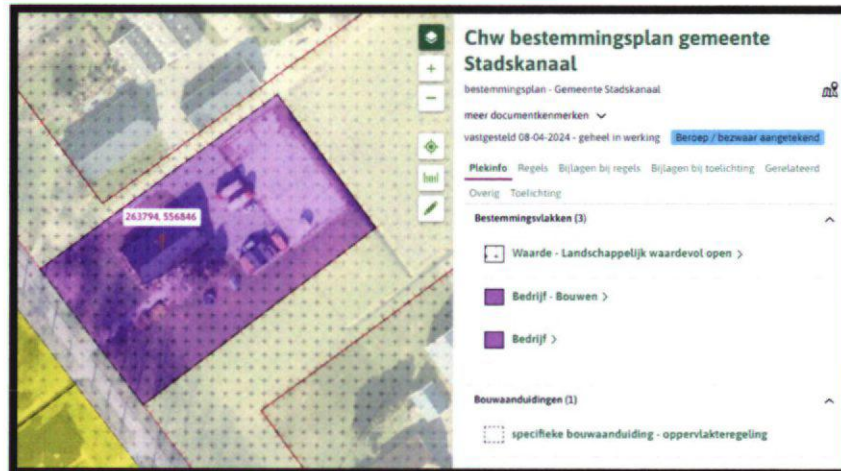 263794, 556846
+
−
Chw bestemmingsplan gemeente
Stadskanaal
bestemmingsplan - Gemeente Stadskanaal
meer documentkenmerken
vastgesteld 08-04-2024 - geheel in werking Beroep / bezwaar aangetekend
Plekinfo Regels Bijlagen bij regels Bijlagen bij toelichting Gerelateerd
Overig Toelichting
Bestemmingsvlakken (3)
Waarde - Landschappelijk waardevol open >
Bedrijf - Bouwen >
Bedrijf >
Bouwaanduidingen (1)
specifieke bouwaanduiding - oppervlakteregeling